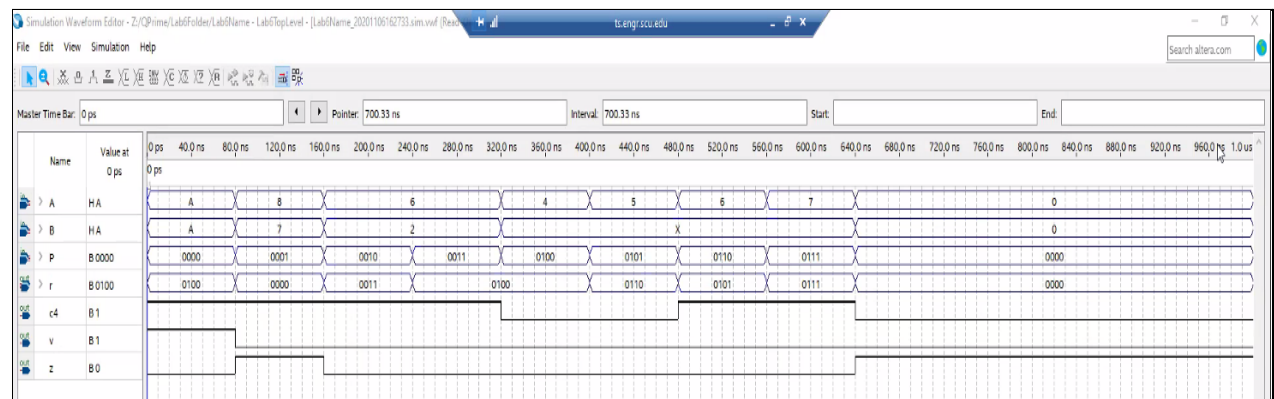 Simulation Waveform Editor - Z:/QPrime/Lab6Folder/Lab6Name - Lab6TopLevel - [Lab6Name_20201106162733.sim.vwf (Read
ts.engr.scu.edu
File Edit View Simulation Help
Search altera.com
Master Time Bar: 0 ps Pointer: 700.33 ns Interval: 700.33 ns Start: End:
Name Value at 0 ps
0 ps 40.0 ns 80.0 ns 120.0 ns 160.0 ns 200.0 ns 240.0 ns 280.0 ns 320.0 ns 360.0 ns 400.0 ns 440.0 ns 480.0 ns 520.0 ns 560.0 ns 600.0 ns 640.0 ns 680.0 ns 720.0 ns 760.0 ns 800.0 ns 840.0 ns 880.0 ns 920.0 ns 960.0 ns 1.0 us
0 ps
A H A A 8 6 4 5 6 7 0
B H A A 7 2 X 0
P B 0000 0000 0001 0010 0011 0100 0101 0110 0111 0000
r B 0100 0100 0000 0011 0100 0110 0101 0111 0000
c4 B 1
v B 1
z B 0